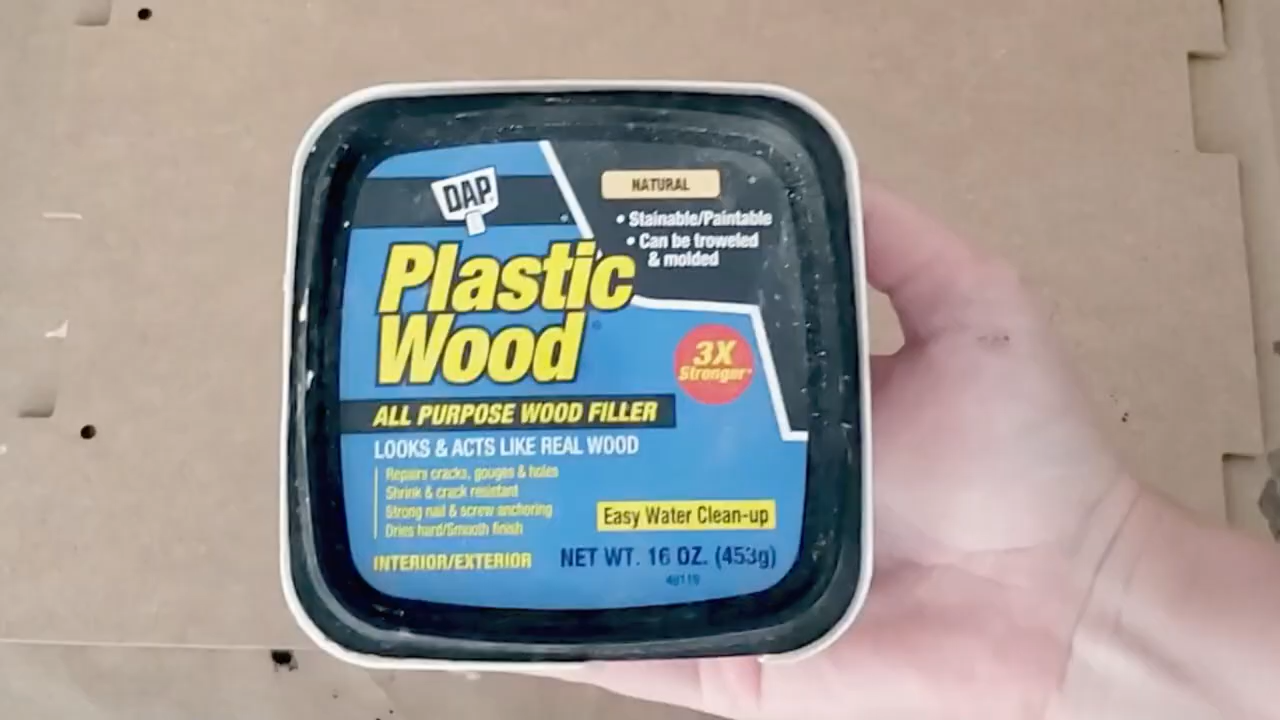 DAP
NATURAL
• Stainable/Paintable
• Can be troweled
& molded
Plastic
Wood
3X
Stronger*
ALL PURPOSE WOOD FILLER
LOOKS & ACTS LIKE REAL WOOD
Repairs cracks, gouges & holes
Shrink & crack resistant
Strong nail & screw anchoring
Dries hard/Smooth finish
Easy Water Clean-up
INTERIOR/EXTERIOR
NET WT. 16 OZ. (453g)